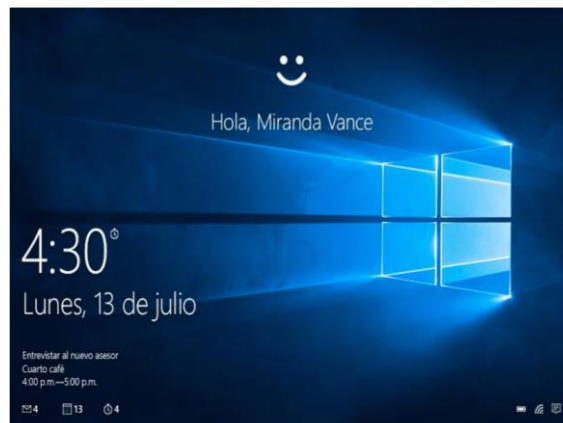 Hola, Miranda Vance
4:30
Lunes, 13 de julio
Entrevistar al nuevo asesor
Cuarto café
4:00 p.m.—5:00 p.m.
4 13 4